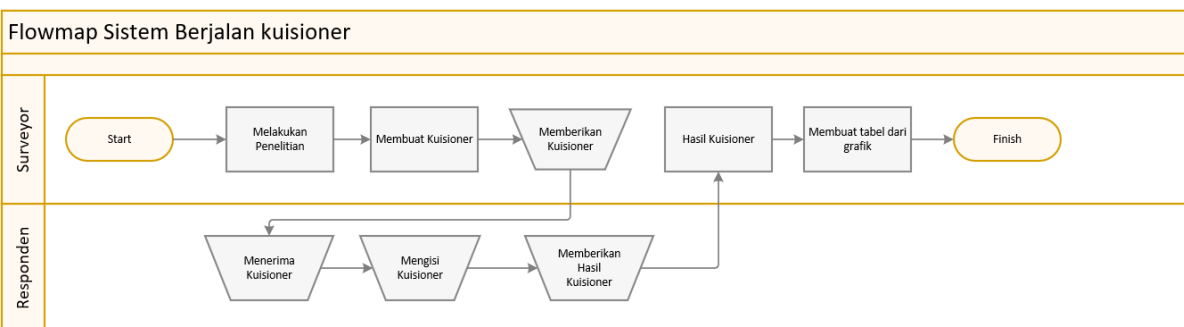 Flowmap Sistem Berjalan kuisioner
Surveyor
Start
Melakukan
Penelitian
Membuat Kuisioner
Memberikan
Kuisioner
Hasil Kuisioner
Membuat tabel dari
grafik
Finish
Responden
Menerima
Kuisioner
Mengisi
Kuisioner
Memberikan
Hasil
Kuisioner